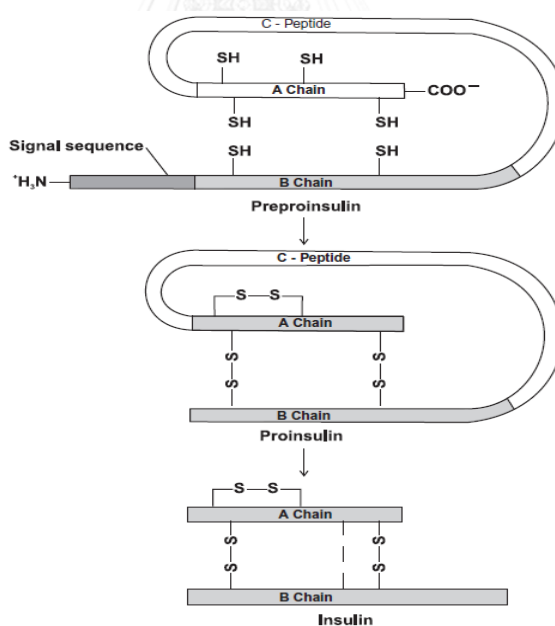 C - Peptide
SH SH
A Chain COO⁻
SH SH
SH SH
Signal sequence
⁺H₃N B Chain
Preproinsulin
C - Peptide
S S
A Chain
S S
S S
B Chain
Proinsulin
S S
A Chain
S S
S S
B Chain
Insulin